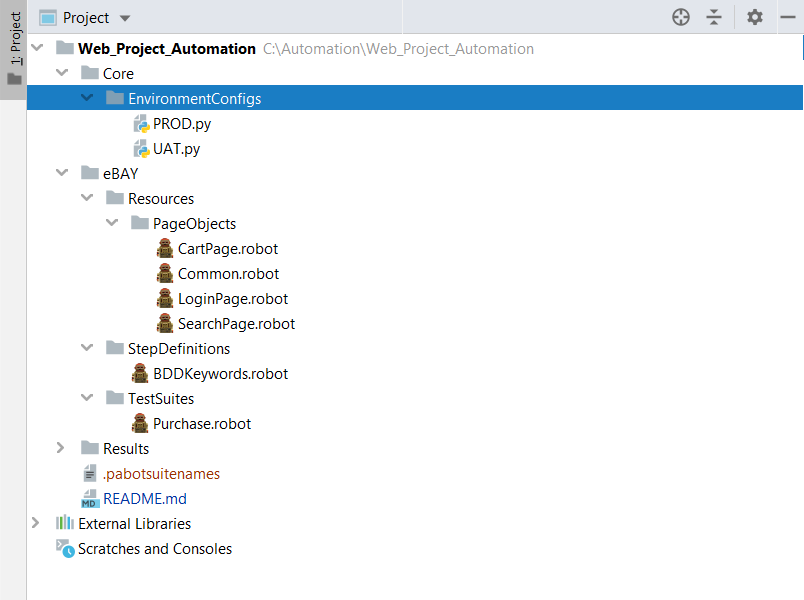 1: Project
Project
Web_Project_Automation C:\Automation\Web_Project_Automation
Core
EnvironmentConfigs
PROD.py
UAT.py
eBAY
Resources
PageObjects
CartPage.robot
Common.robot
LoginPage.robot
SearchPage.robot
StepDefinitions
BDDKeywords.robot
TestSuites
Purchase.robot
Results
.pabotsuitenames
MD README.md
External Libraries
Scratches and Consoles